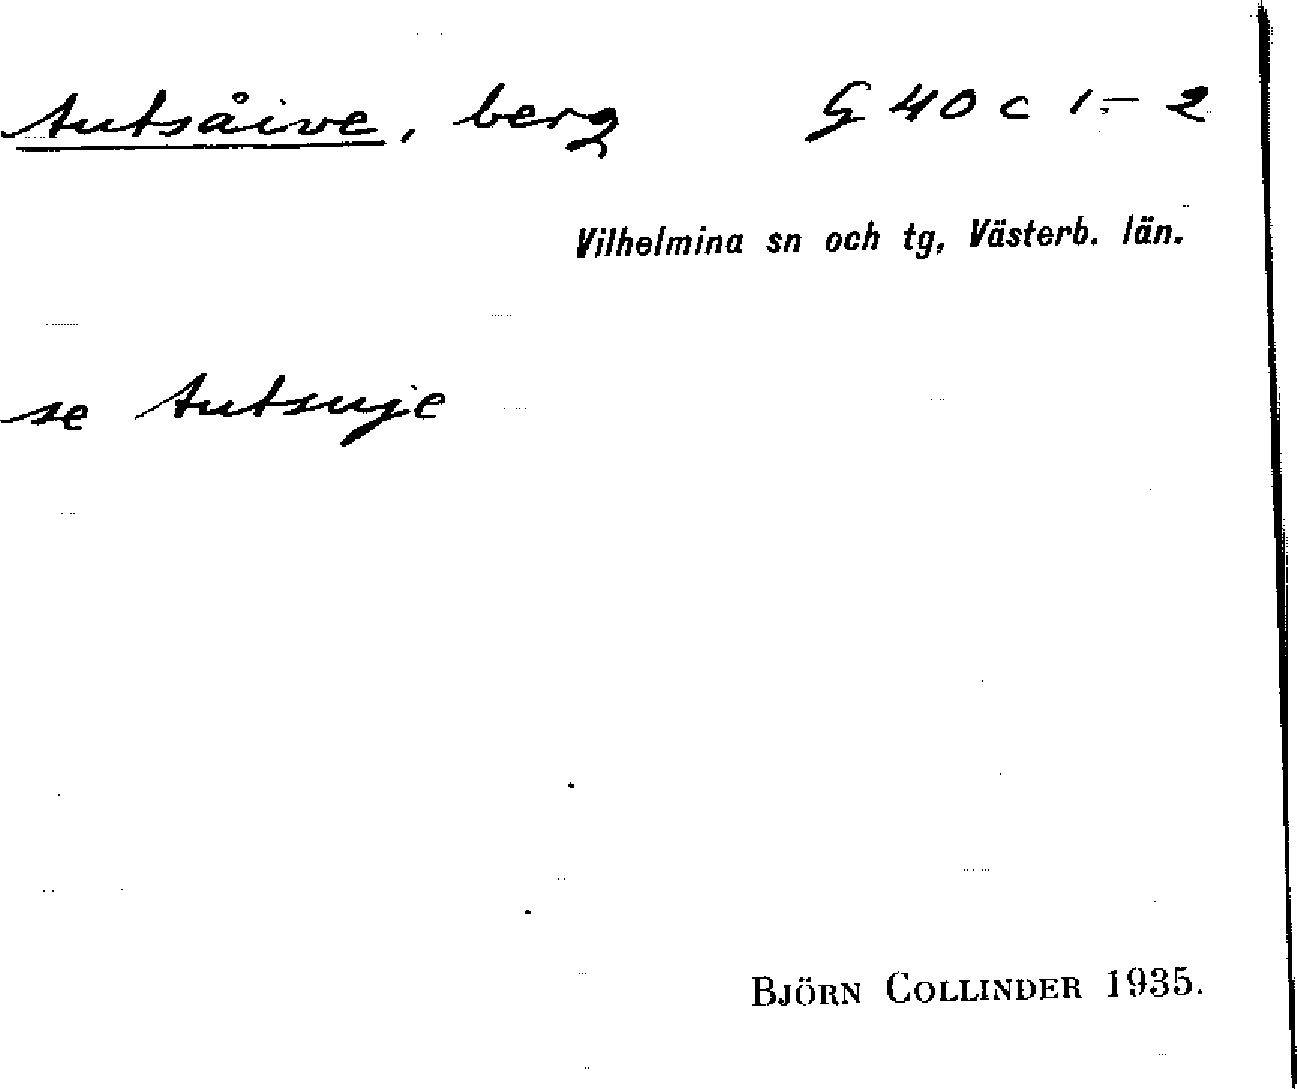 Autsåive, berg G 40 c 1-2
Vilhelmina sn och tg, Västerb. län.
se Autsuje
BJÖRN COLLINDER 1935.